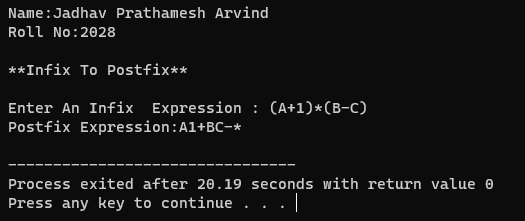 Name:Jadhav Prathamesh Arvind
Roll No:2028
**Infix To Postfix**
Enter An Infix  Expression : (A+1)*(B-C)
Postfix Expression:A1+BC-*
--------------------------------
Process exited after 20.19 seconds with return value 0
Press any key to continue . . .